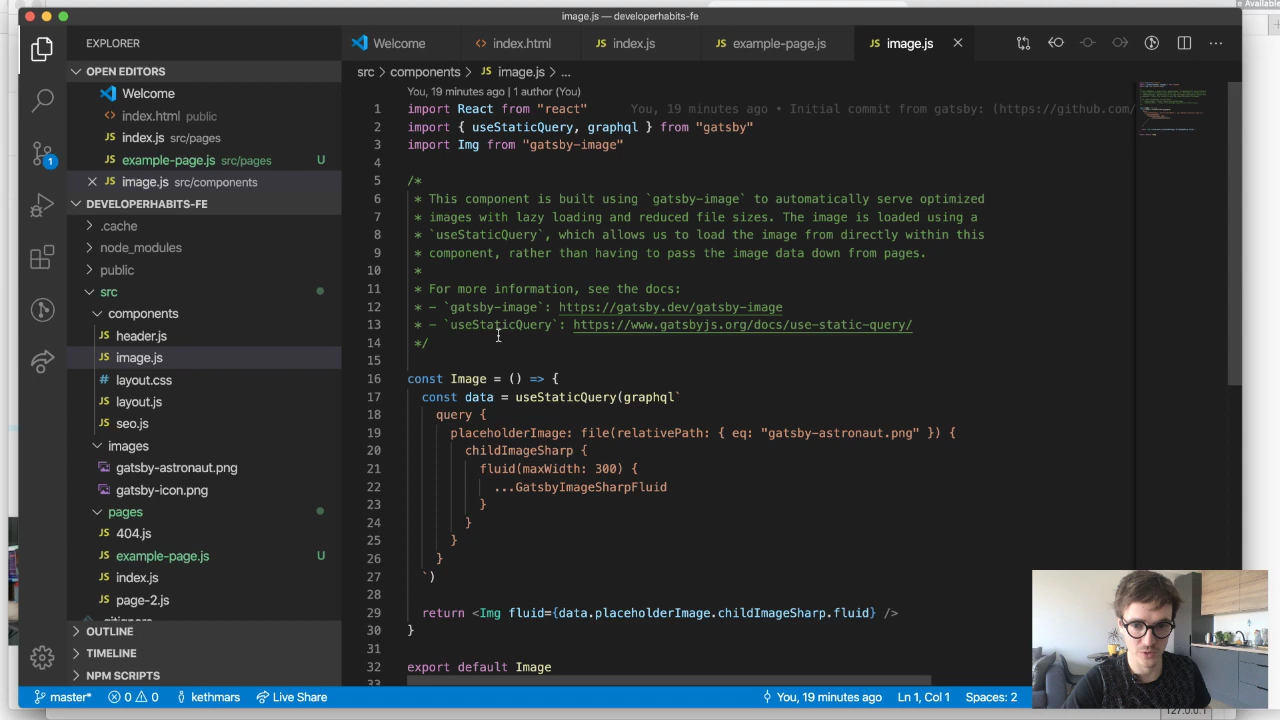 e Available
image.js — developerhabits-fe
EXPLORER
Welcome
index.html
index.js
example-page.js
image.js
OPEN EDITORS
Welcome
index.html public
index.js src/pages
example-page.js src/pages U
image.js src/components
1
DEVELOPERHABITS-FE
.cache
node_modules
public
src
components
header.js
image.js
layout.css
layout.js
seo.js
images
gatsby-astronaut.png
gatsby-icon.png
pages
404.js
example-page.js U
index.js
page-2.js
OUTLINE
TIMELINE
NPM SCRIPTS
src > components > image.js > ...
You, 19 minutes ago | 1 author (You)
1 import React from "react" You, 19 minutes ago • Initial commit from gatsby: (https://github.com/
2 import { useStaticQuery, graphql } from "gatsby"
3 import Img from "gatsby-image"
4
5 /*
6 * This component is built using `gatsby-image` to automatically serve optimized
7 * images with lazy loading and reduced file sizes. The image is loaded using a
8 * `useStaticQuery`, which allows us to load the image from directly within this
9 * component, rather than having to pass the image data down from pages.
10 *
11 * For more information, see the docs:
12 * - `gatsby-image`: https://gatsby.dev/gatsby-image
13 * - `useStaticQuery`: https://www.gatsbyjs.org/docs/use-static-query/
14 */
15
16 const Image = () => {
17 const data = useStaticQuery(graphql`
18 query {
19 placeholderImage: file(relativePath: { eq: "gatsby-astronaut.png" }) {
20 childImageSharp {
21 fluid(maxWidth: 300) {
22 ...GatsbyImageSharpFluid
23 }
24 }
25 }
26 }
27 `)
28
29 return <Img fluid={data.placeholderImage.childImageSharp.fluid} />
30 }
31
32 export default Image
33
master* 0 0 kethmars Live Share You, 19 minutes ago Ln 1, Col 1 Spaces: 2
127.0.0.1